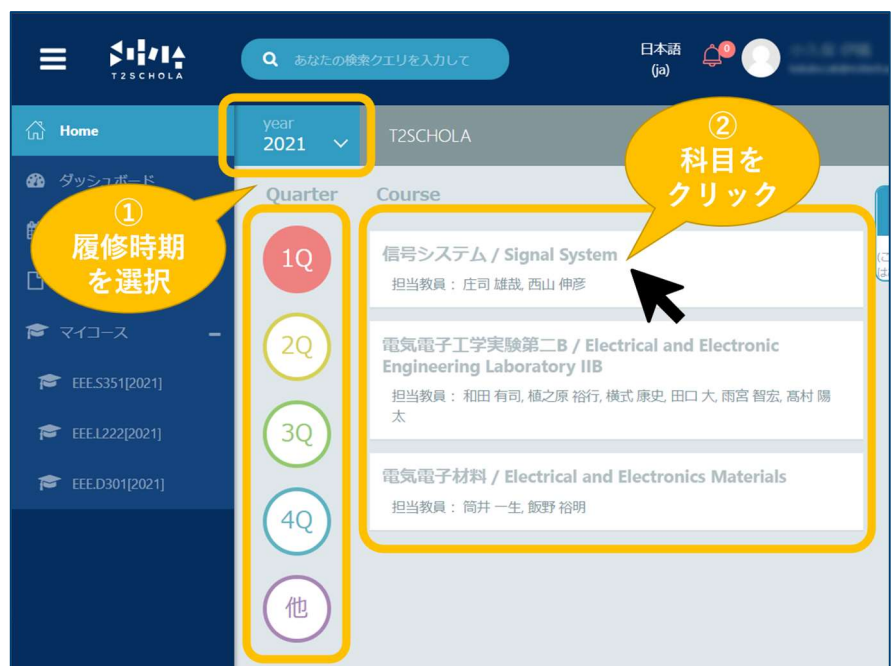 T2SCHOLA
あなたの検索クエリを入力して
日本語
(ja)
0
Home
year
2021
T2SCHOLA
②
科目を
クリック
ダッシュボード
Quarter
Course
①
履修時期
を選択
1Q
信号システム / Signal System
担当教員： 庄司 雄哉, 西山 伸彦
マイコース
2Q
電気電子工学実験第二B / Electrical and Electronic
Engineering Laboratory IIB
担当教員： 和田 有司, 植之原 裕行, 横式 康史, 田口 大, 雨宮 智宏, 髙村 陽
太
EEE.S351[2021]
EEE.L222[2021]
3Q
EEE.D301[2021]
電気電子材料 / Electrical and Electronics Materials
担当教員： 筒井 一生, 飯野 裕明
4Q
他